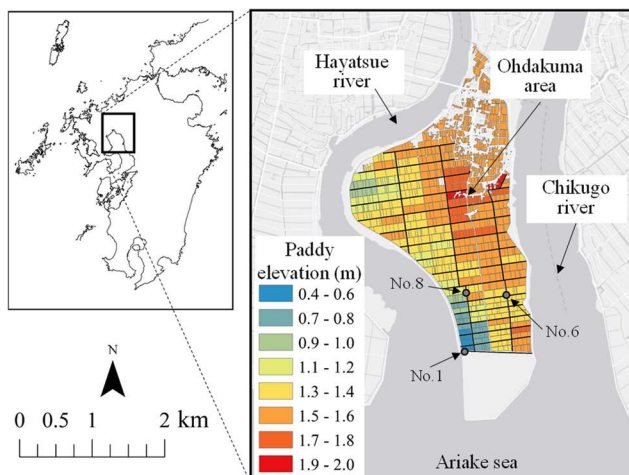 Hayatsue
river
Ohdakuma
area
Chikugo
river
Paddy
elevation (m)
0.4 - 0.6
0.7 - 0.8
0.9 - 1.0
1.1 - 1.2
1.3 - 1.4
1.5 - 1.6
1.7 - 1.8
1.9 - 2.0
No.8
No.6
No.1
Ariake sea
N
0 0.5 1 2 km